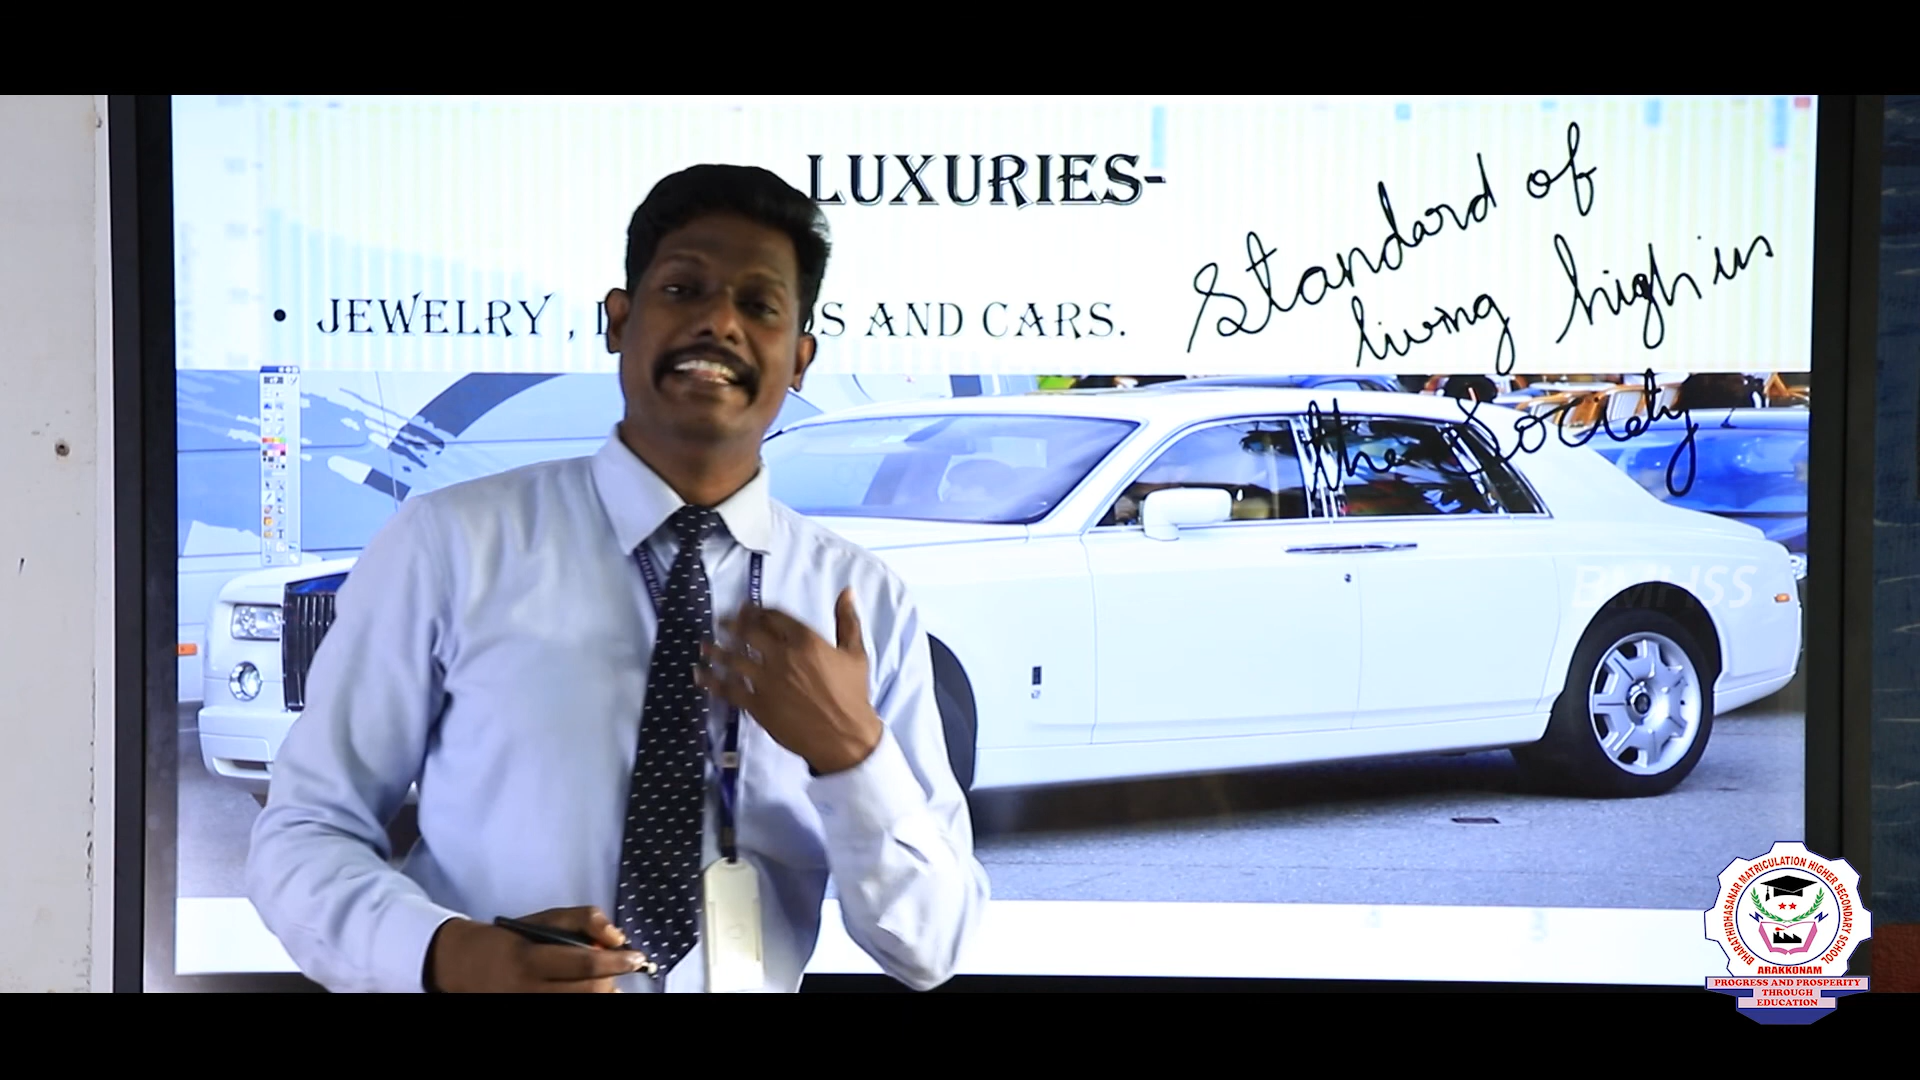 LUXURIES-
• JEWELRY , AND CARS.
Standard of
living high in
the Society.
BMHSS
BHARATHIDHASANAR MATRICULATION HIGHER SECONDARY SCHOOL
ARAKKONAM
PROGRESS AND PROSPERITY
THROUGH
EDUCATION